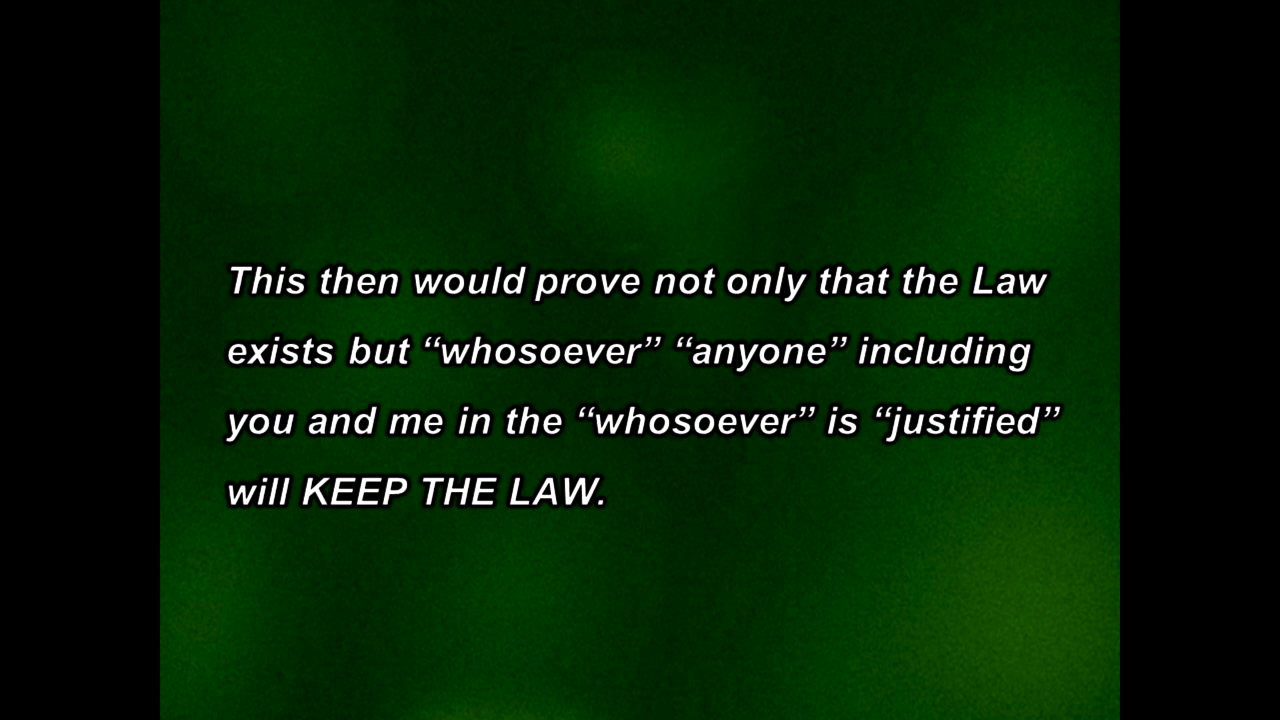 This then would prove not only that the Law
exists but “whosoever” “anyone” including
you and me in the “whosoever” is “justified”
will KEEP THE LAW.